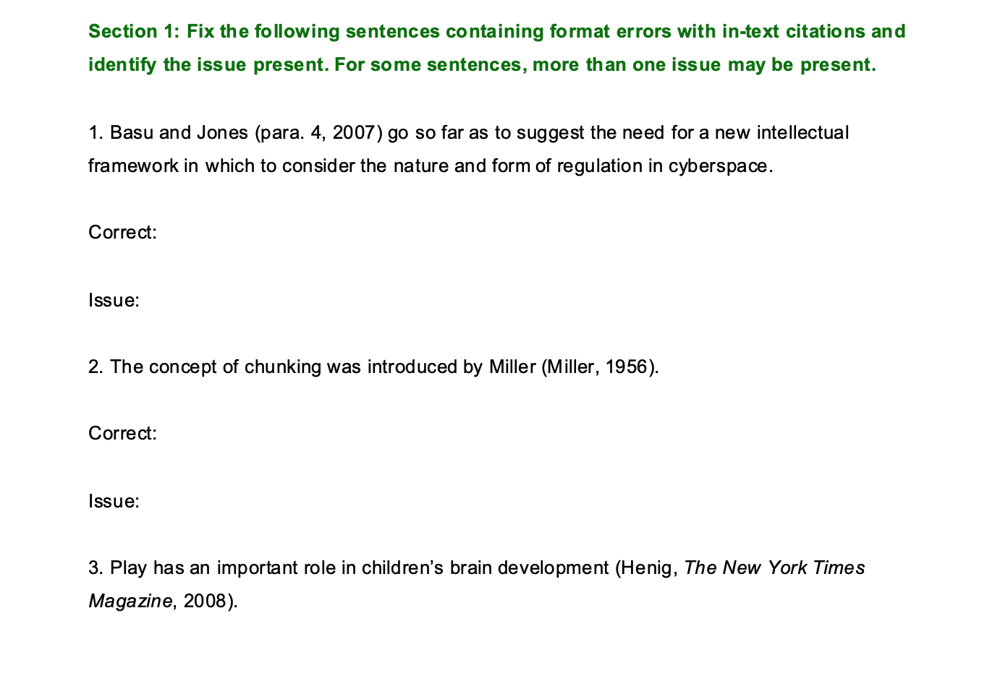 Section 1: Fix the following sentences containing format errors with in-text citations and
identify the issue present. For some sentences, more than one issue may be present.
1. Basu and Jones (para. 4, 2007) go so far as to suggest the need for a new intellectual
framework in which to consider the nature and form of regulation in cyberspace.
Correct:
Issue:
2. The concept of chunking was introduced by Miller (Miller, 1956).
Correct:
Issue:
3. Play has an important role in children’s brain development (Henig, The New York Times
Magazine, 2008).